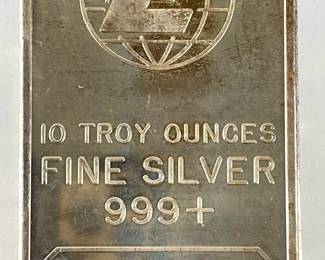 10 TROY OUNCES
FINE SILVER
999+